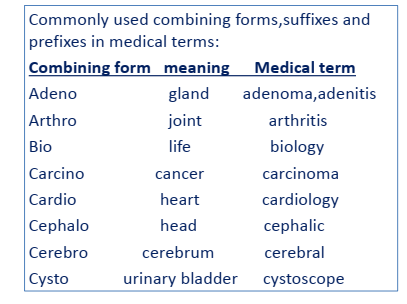 Commonly used combining forms,suffixes and
prefixes in medical terms:
Combining form meaning Medical term
Adeno gland adenoma,adenitis
Arthro joint arthritis
Bio life biology
Carcino cancer carcinoma
Cardio heart cardiology
Cephalo head cephalic
Cerebro cerebrum cerebral
Cysto urinary bladder cystoscope